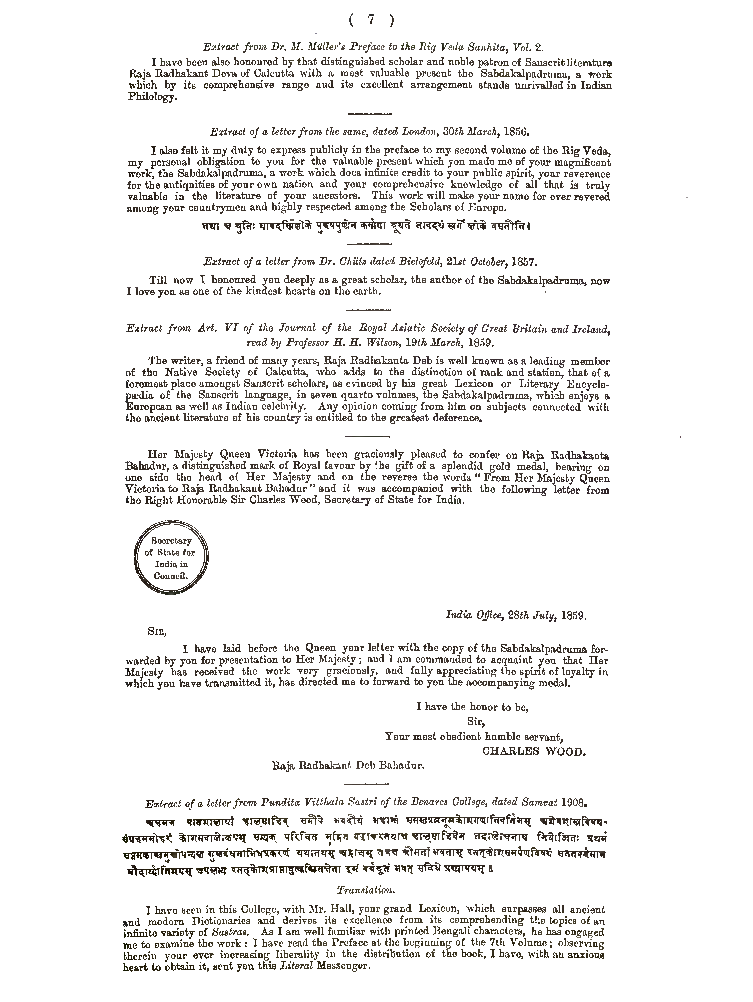 ( 7 )
Extract from Dr. M. Müller's Preface to the Rig Veda Sanhita, Vol. 2.
I have been also honoured by that distinguished scholar and noble patron of Sanscrit literature
Raja Radhakant Deva of Calcutta with a most valuable present the Sabdakalpadruma, a work
which by its comprehensive range and its excellent arrangement stands unrivalled in Indian
Philology.
Extract of a letter from the same, dated London, 30th March, 1856.
I also felt it my duty to express publicly in the preface to my second volume of the Rig Veda,
my personal obligation to you for the valuable present which you made me of your magnificent
work, the Sabdakalpadruma, a work which does infinite credit to your public spirit, your reverence
for the antiquities of your own nation and your comprehensive knowledge of all that is truly
valuable in the literature of your ancestors. This work will make your name for over revered
among your countrymen and highly respected among the Scholars of Europe.
Extract of a letter from Dr. dated Bielefeld, 21st October, 1857.
Till now I honoured you deeply as a great scholar, the author of the Sabdakalpadruma, now
I love you as one of the kindest hearts on the earth.
Extract from Art. VI of the Journal of the Royal Asiatic Society of Great Britain and Ireland,
read by Professor H. H. Wilson, 19th March, 1859.
The writer, a friend of many years, Raja Radhakanta Deb is well known as a leading member
of the Native Society of Calcutta, who adds to the distinction of rank and station, that of a
foremost place amongst Sanscrit scholars, as evinced by his great Lexicon or Literary Encyclo-
pædia of the Sanscrit language, in seven quarto volumes, the Sabdakalpadruma, which enjoys a
European as well as Indian celebrity. Any opinion coming from him on subjects connected with
the ancient literature of his country is entitled to the greatest deference.
Her Majesty Queen Victoria has been graciously pleased to confer on Raja Radhakanta
Bahadur, a distinguished mark of Royal favour by the gift of a splendid gold medal, bearing on
one side the head of Her Majesty and on the reverse the words " From Her Majesty Queen
Victoria to Raja Radhakant Bahadur " and it was accompanied with the following letter from
the Right Honorable Sir Charles Wood, Secretary of State for India.
Secretary
of State for
India in
Council.
India Office, 28th July, 1859.
Sir,
I have laid before the Queen your letter with the copy of the Sabdakalpadruma for-
warded by you for presentation to Her Majesty ; and I am commanded to acquaint you that Her
Majesty has received the work very graciously, and fully appreciating the spirit of loyalty in
which you have transmitted it, has directed me to forward to you the accompanying medal.
I have the honor to be,
Sir,
Your most obedient humble servant,
CHARLES WOOD.
Raja Radhakant Deb Bahadur.
Extract of a letter from Pundita Vitthala Sastri of the Benares College, dated Samvat 1908.
Translation.
I have seen in this College, with Mr. Hall, your grand Lexicon, which surpasses all ancient
and modern Dictionaries and derives its excellence from its comprehending the topics of an
infinite variety of Sastras. As I am well familiar with printed Bengali characters, he has engaged
me to examine the work : I have read the Preface at the beginning of the 7th Volume ; observing
therein your ever increasing liberality in the distribution of the book, I have, with an anxious
heart to obtain it, sent you this Literal Messenger.